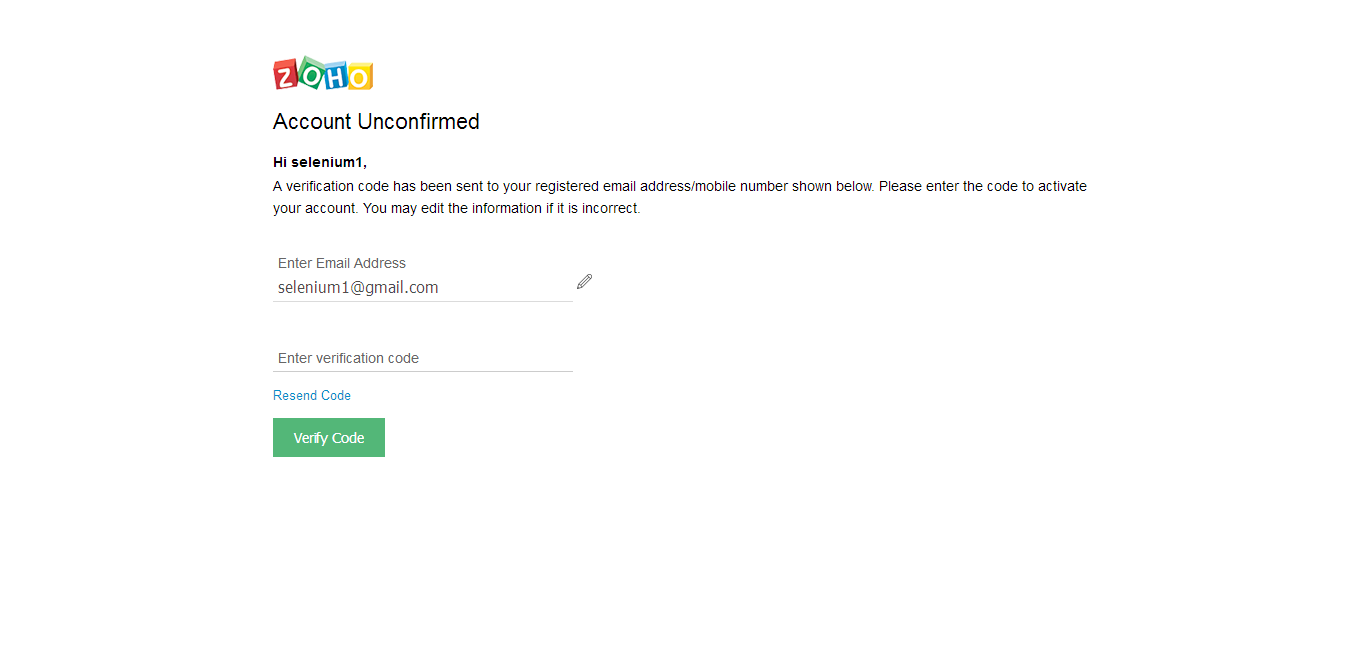 ZOHO
Account Unconfirmed
Hi selenium1,
A verification code has been sent to your registered email address/mobile number shown below. Please enter the code to activate
your account. You may edit the information if it is incorrect.
Enter Email Address
selenium1@gmail.com
Enter verification code
Resend Code
Verify Code